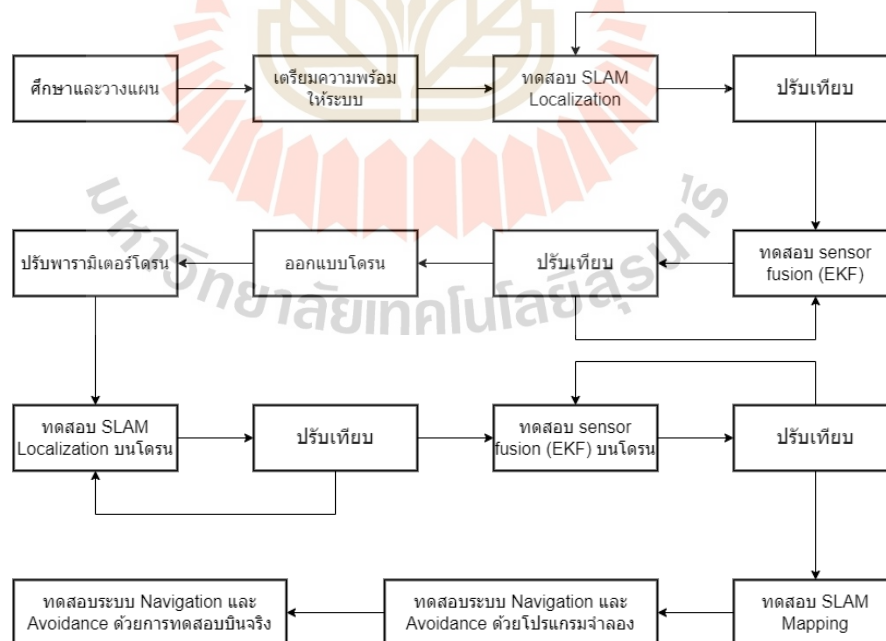 ศึกษาและวางแผน
เตรียมความพร้อม
ให้ระบบ
ทดสอบ SLAM
Localization
ปรับเทียบ
ทดสอบ sensor
fusion (EKF)
ปรับเทียบ
ออกแบบโดรน
ปรับพารามิเตอร์โดรน
มหาวิทยาลัยเทคโนโลยีสุรนารี
ทดสอบ SLAM
Localization บนโดรน
ปรับเทียบ
ทดสอบ sensor
fusion (EKF) บนโดรน
ปรับเทียบ
ทดสอบ SLAM
Mapping
ทดสอบระบบ Navigation และ
Avoidance ด้วยโปรแกรมจำลอง
ทดสอบระบบ Navigation และ
Avoidance ด้วยการทดสอบบินจริง